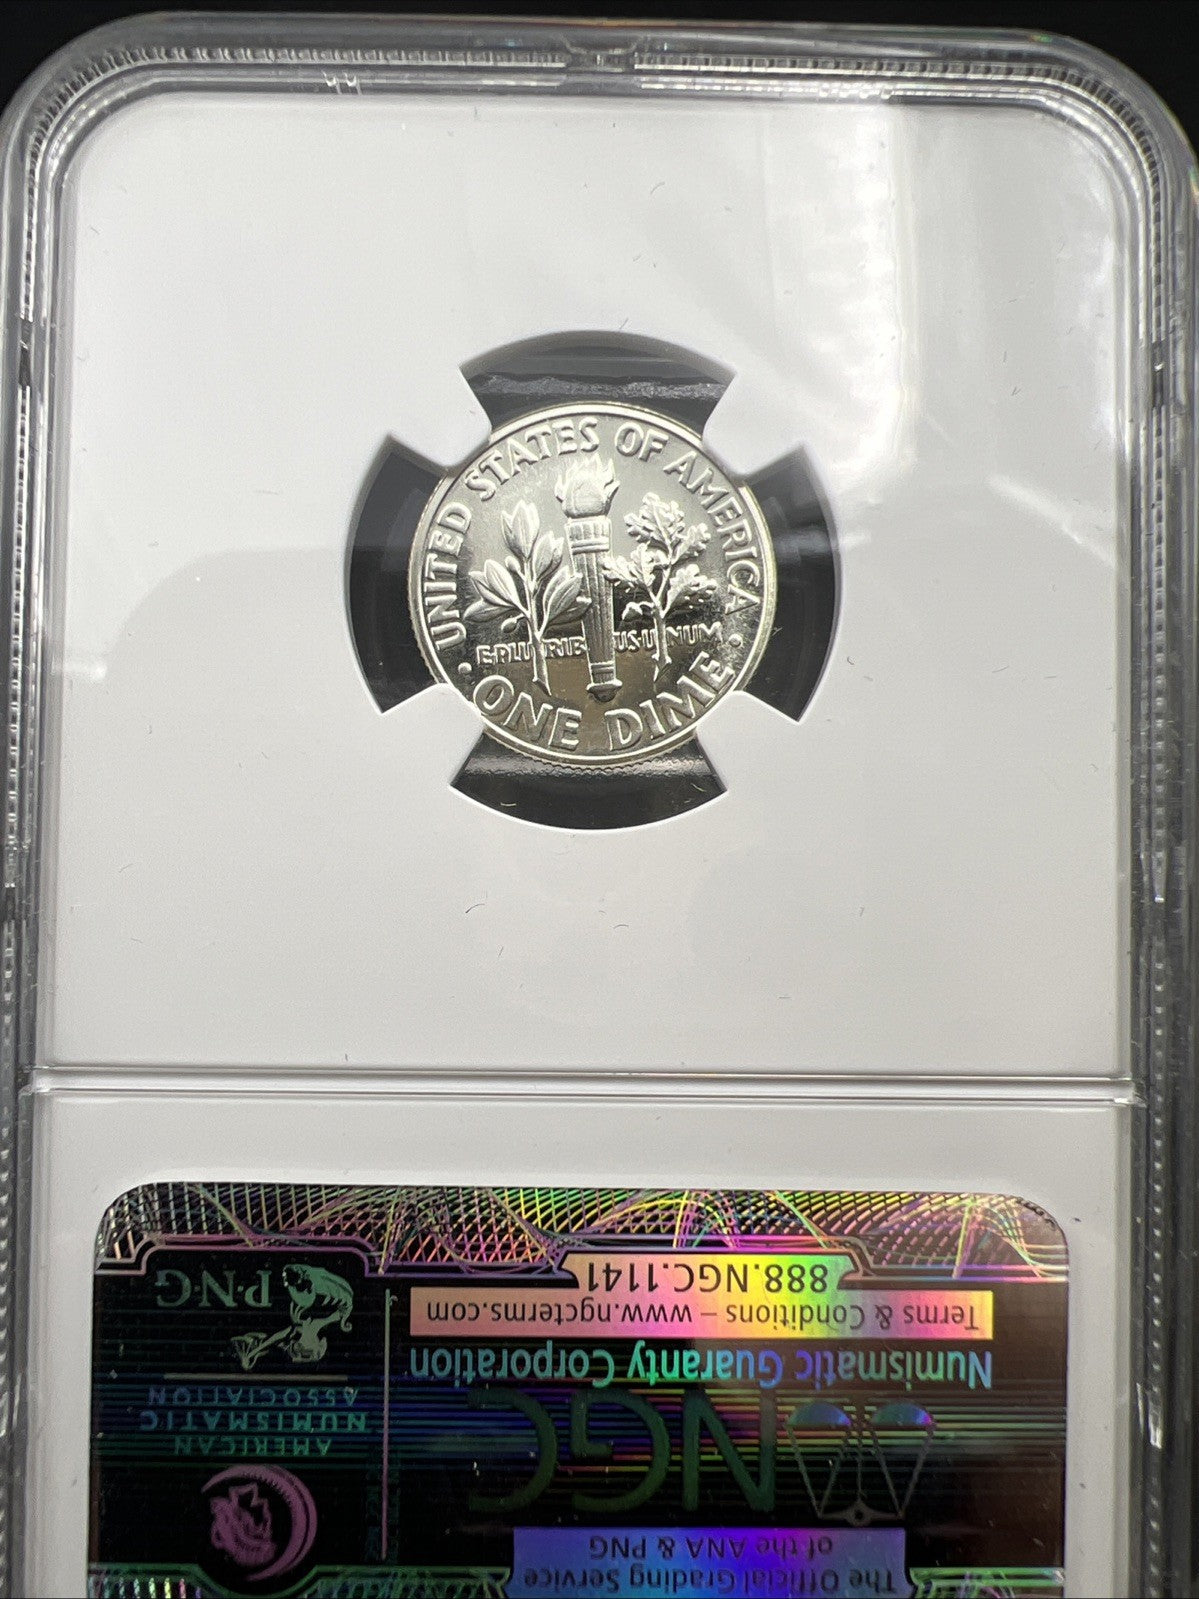 UNITED STATES OF AMERICA
E·PLURIBUS·UNUM
ONE DIME
The Official Grading Service
of the ANA & PNG
NGC
Numismatic Guaranty Corporation
Terms & Conditions – www.ngcterms.com
888.NGC.1141
AMERICAN
NUMISMATIC
ASSOCIATION
P·N·G